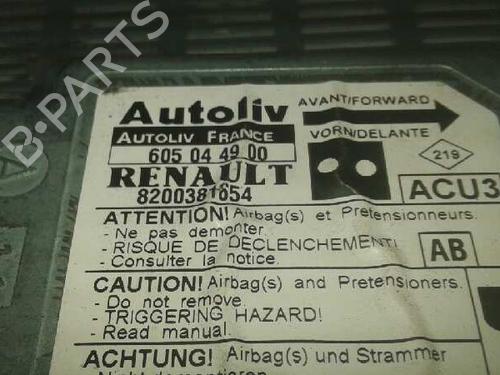 B-PARTS
Autoliv
AVANT/FORWARD
AUTOLIV FRANCE
VORN/DELANTE
605 04 49 00
219
RENAULT
8200381654
ACU3
ATTENTION! Airbag(s) et Pretensionneurs.
- Ne pas demonter.
- RISQUE DE DECLENCHEMENT!
- Consulter la notice.
AB
CAUTION! Airbag(s) and Pretensioners.
- Do not remove.
- TRIGGERING HAZARD!
- Read manual.
ACHTUNG! Airbag(s) und Strammer